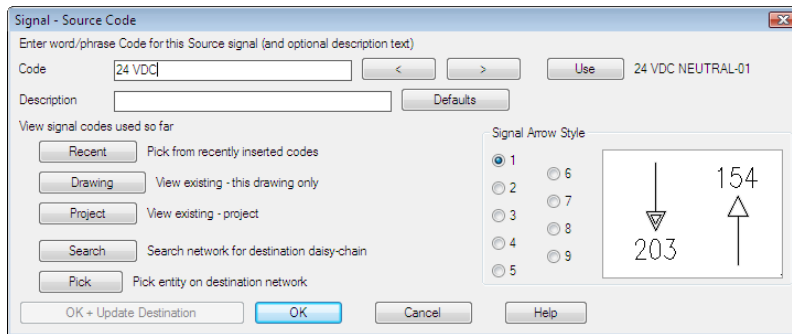 Signal - Source Code
Enter word/phrase Code for this Source signal (and optional description text)
Code 24 VDC < > Use 24 VDC NEUTRAL-01
Description Defaults
View signal codes used so far
Recent Pick from recently inserted codes
Drawing View existing - this drawing only
Project View existing - project
Search Search network for destination daisy-chain
Pick Pick entity on destination network
Signal Arrow Style
1
2
3
4
5
6
7
8
9
203
154
OK + Update Destination OK Cancel Help